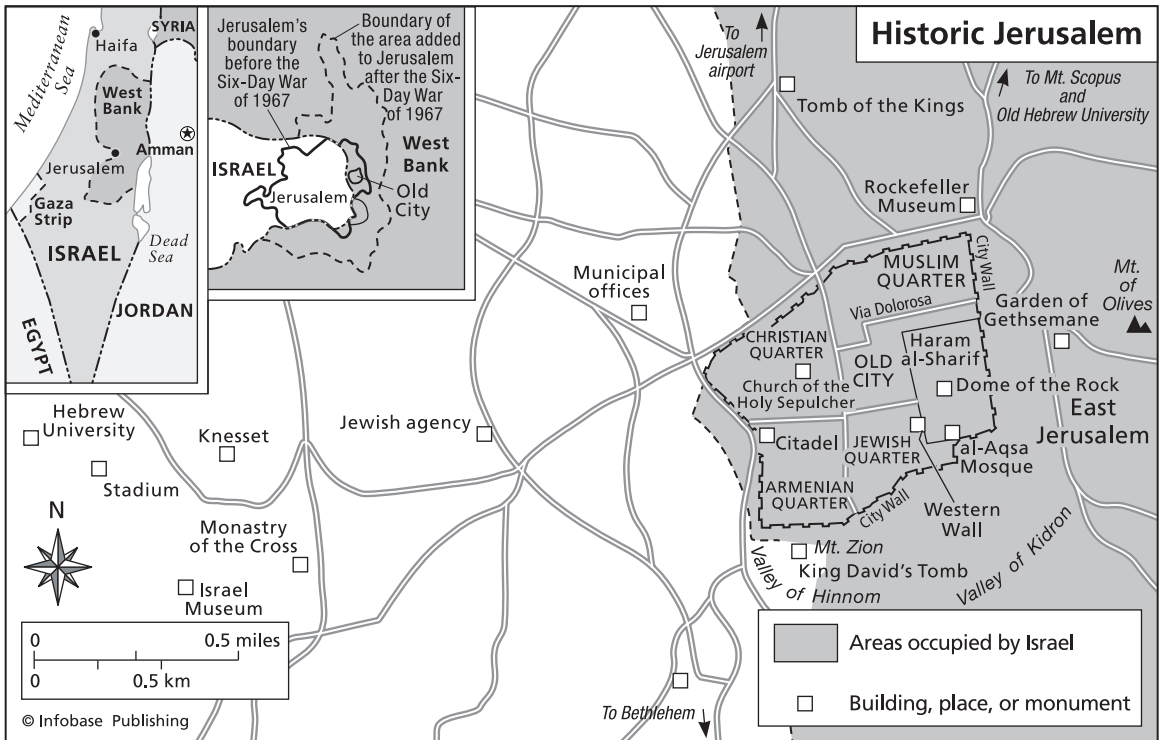 Historic Jerusalem
Mediterranean
Sea
SYRIA
Haifa
West
Bank
Amman
Jerusalem
Gaza
Strip
ISRAEL
Dead
Sea
JORDAN
EGYPT
Jerusalem's
boundary
before the
Six-Day War
of 1967
Boundary of
the area added
to Jerusalem
after the Six-
Day War
of 1967
ISRAEL
West
Bank
Jerusalem
Old
City
To
Jerusalem
airport
Tomb of the Kings
To Mt. Scopus
and
Old Hebrew University
Rockefeller
Museum
City Wall
MUSLIM
QUARTER
Mt.
of
Olives
Municipal
offices
Via Dolorosa
Garden of
Gethsemane
CHRISTIAN
QUARTER
Haram
al-Sharif
OLD
CITY
Church of the
Holy Sepulcher
Dome of the Rock
East
Jerusalem
Hebrew
University
Knesset
Jewish agency
Citadel
JEWISH
QUARTER
al-Aqsa
Mosque
Stadium
ARMENIAN
QUARTER
City Wall
Western
Wall
N
Monastry
of the Cross
Mt. Zion
King David's Tomb
Valley of Hinnom
Valley of Kidron
Israel
Museum
0 0.5 miles
0 0.5 km
Areas occupied by Israel
Building, place, or monument
To Bethlehem
© Infobase Publishing